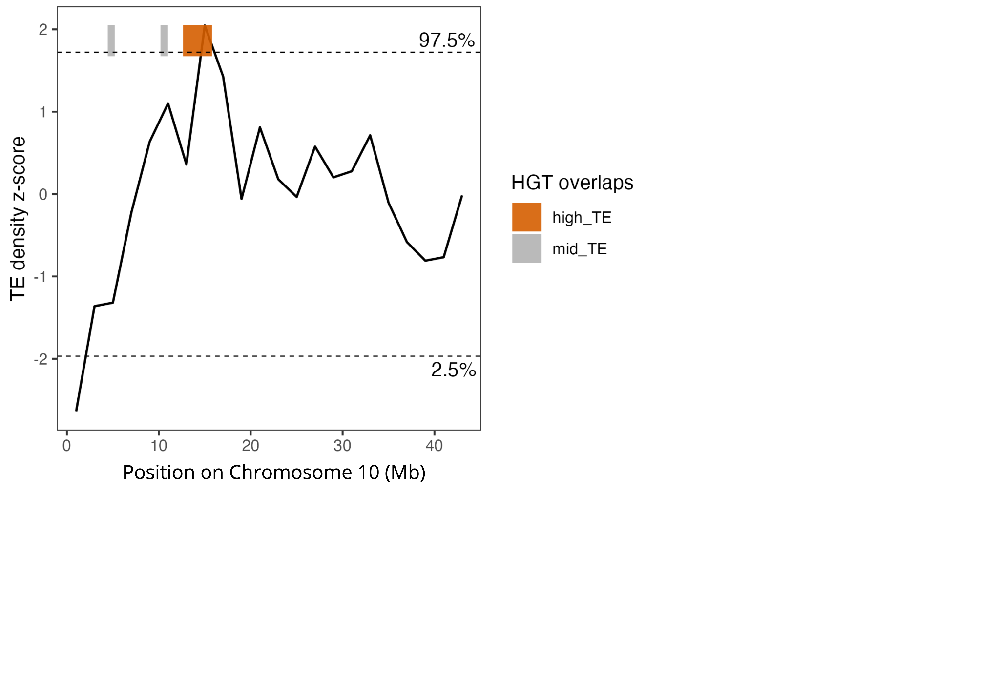 TE density z-score
2
1
0
-1
-2
97.5%
2.5%
0 10 20 30 40
Position on Chromosome 10 (Mb)
HGT overlaps
high_TE
mid_TE